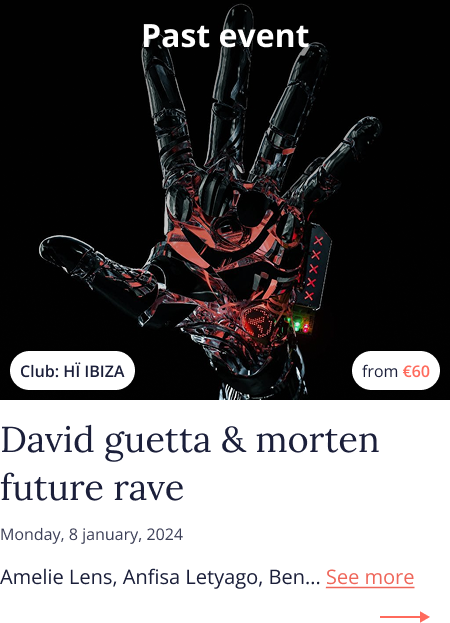 Past event
Club: HÏ IBIZA
from €60
David guetta & morten
future rave
Monday, 8 january, 2024
Amelie Lens, Anfisa Letyago, Ben... See more